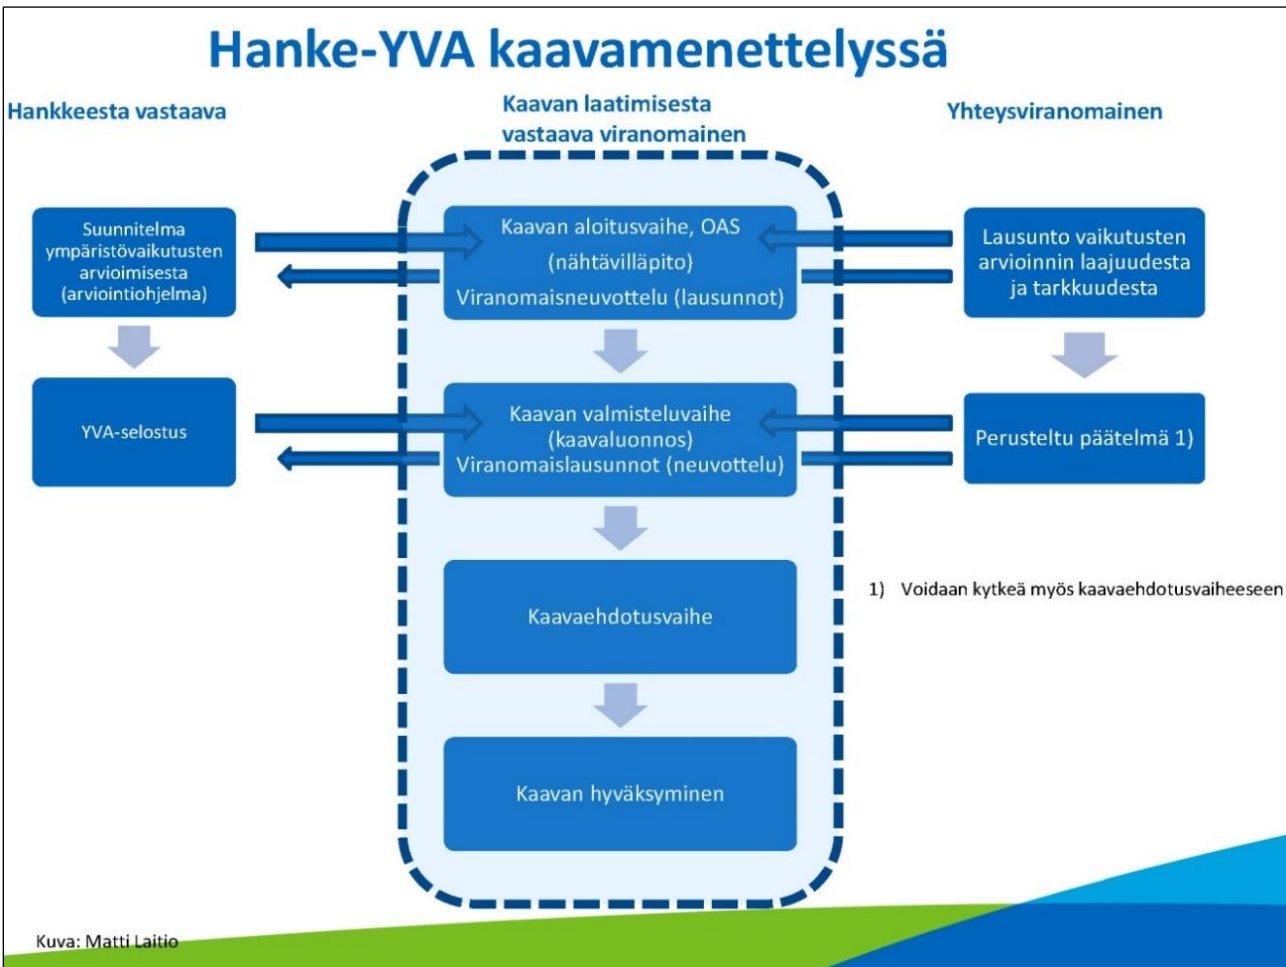 Hanke-YVA kaavamenettelyssä
Hankkeesta vastaava
Kaavan laatimisesta
vastaava viranomainen
Yhteysviranomainen
Suunnitelma
ympäristövaikutusten
arvioimisesta
(arviointiohjelma)
Kaavan aloitusvaihe, OAS
(nähtävilläpito)
Viranomaisneuvottelu (lausunnot)
Lausunto vaikutusten
arvioinnin laajuudesta
ja tarkkuudesta
YVA-selostus
Kaavan valmisteluvaihe
(kaavaluonnos)
Viranomaislausunnot (neuvottelu)
Perusteltu päätelmä 1)
Kaavaehdotusvaihe
1) Voidaan kytkeä myös kaavaehdotusvaiheeseen
Kaavan hyväksyminen
Kuva: Matti Laitio